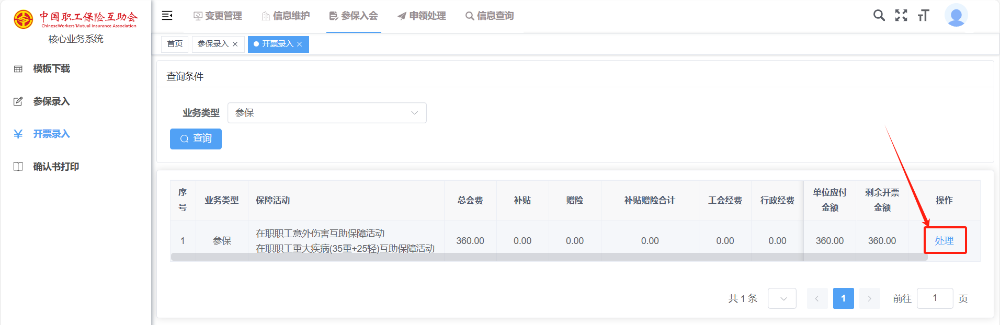 中国职工保险互助会
ChineseWorkers'Mutual Insurance Association
核心业务系统
模板下载
参保录入
开票录入
确认书打印
变更管理 信息维护 参保入会 申领处理 信息查询
首页 参保录入 开票录入
查询条件
业务类型 参保
查询
序号 业务类型 保障活动 总会费 补贴 赠险 补贴赠险合计 工会经费 行政经费 单位应付金额 剩余开票金额 操作
1 参保 在职职工意外伤害互助保障活动
在职职工重大疾病(35重+25轻)互助保障活动 360.00 0.00 0.00 0.00 0.00 0.00 360.00 360.00 处理
共 1 条 1 前往 1 页